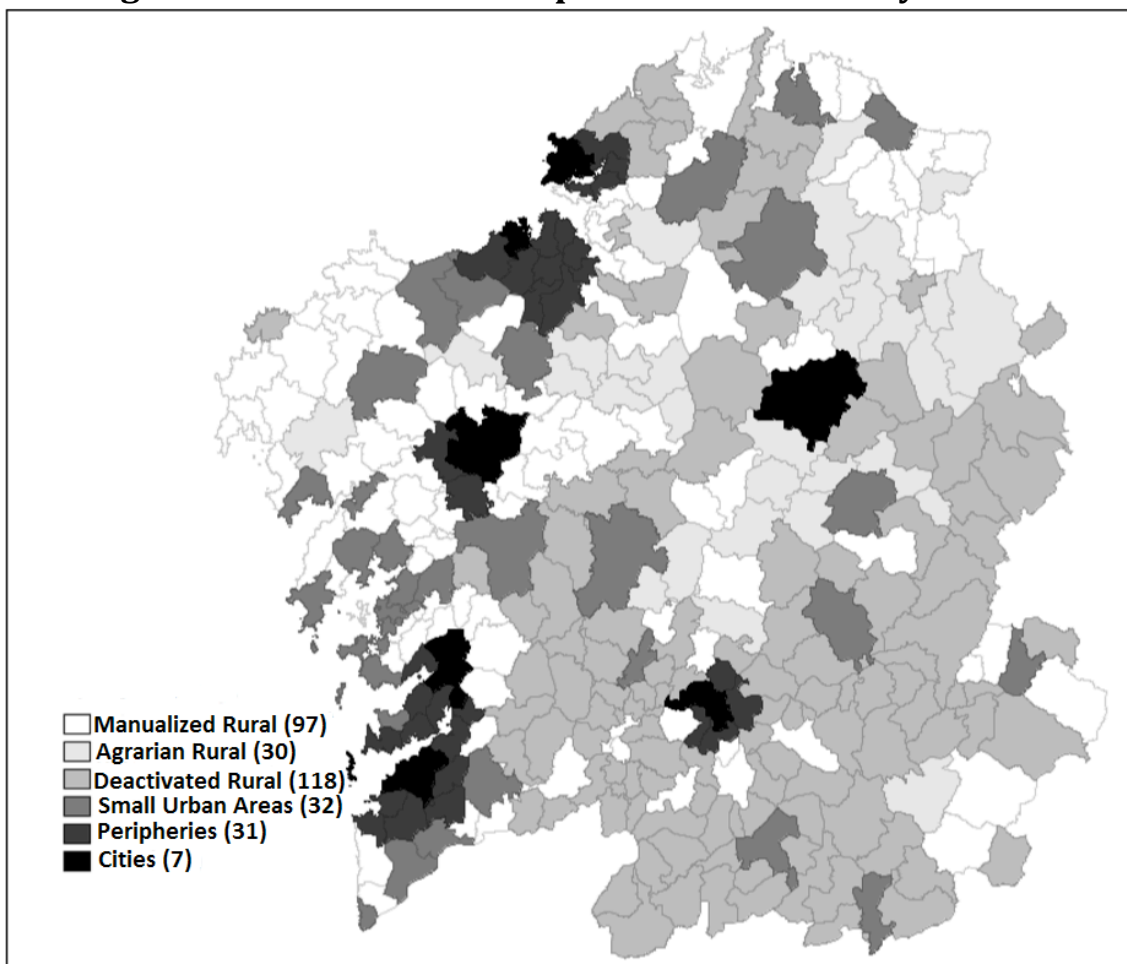 Manualized Rural (97)
Agrarian Rural (30)
Deactivated Rural (118)
Small Urban Areas (32)
Peripheries (31)
Cities (7)